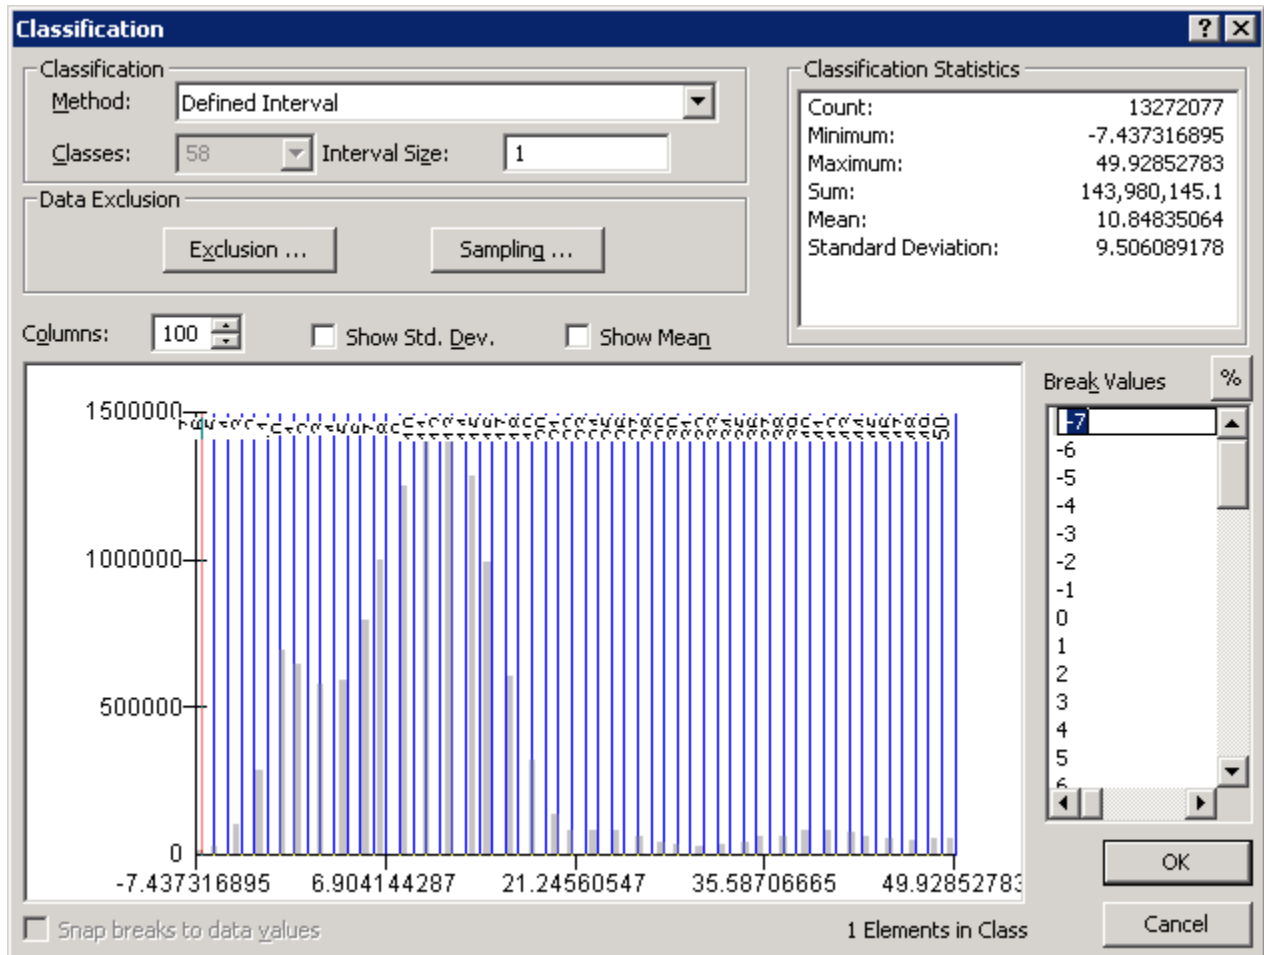 Classification
? X
Classification
Method: Defined Interval
Classes: 58 Interval Size: 1
Data Exclusion
Exclusion ... Sampling ...
Columns: 100 Show Std. Dev. Show Mean
Classification Statistics
Count: 13272077
Minimum: -7.437316895
Maximum: 49.92852783
Sum: 143,980,145.1
Mean: 10.84835064
Standard Deviation: 9.506089178
1500000
1000000
500000
0
-7.437316895 6.904144287 21.24560547 35.58706665 49.92852783
Break Values %
-7
-6
-5
-4
-3
-2
-1
0
1
2
3
4
5
6
OK
Cancel
Snap breaks to data values
1 Elements in Class